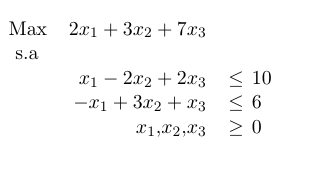 Max 2x₁ + 3x₂ + 7x₃
s.a
x₁ − 2x₂ + 2x₃ ≤ 10
−x₁ + 3x₂ + x₃ ≤ 6
x₁,x₂,x₃ ≥ 0